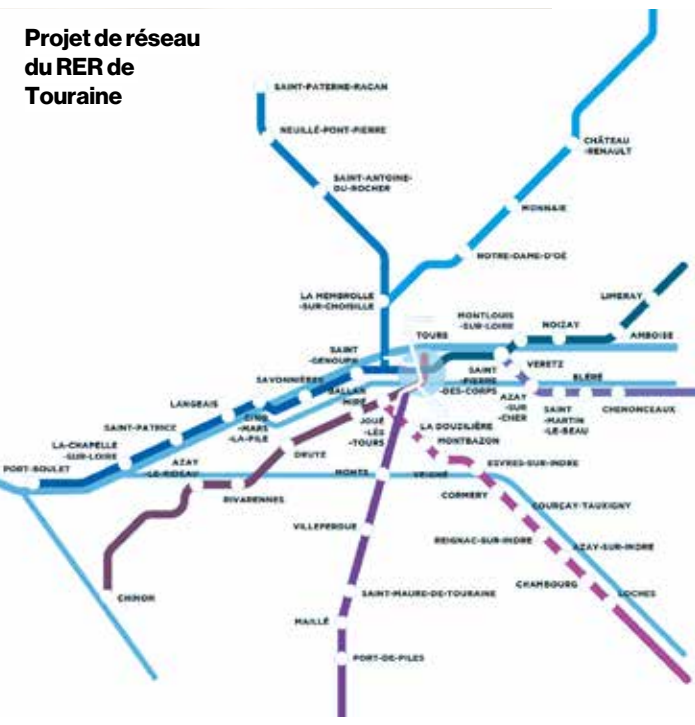 Projet de réseau
du RER de
Touraine
SAINT-PATERNE-RACAN
NEUILLÉ-PONT-PIERRE
CHÂTEAU
-RENAULT
SAINT-ANTOINE-
DU-ROCHER
MONNAIE
NOTRE-DAME-D'OÉ
LA MEMBROLLE
-SUR-CHOISILLE
LIMERAY
MONTLOUIS
-SUR-LOIRE
NOIZAY
TOURS
AMBOISE
SAINT
-GENOUPH
VERETZ
SAINT
-PIERRE
-DES-CORPS
BLÉRÉ
SAVONNIÈRES
BALLAN
MIRÉ
AZAY
-SUR
-CHER
SAINT
-MARTIN
-LE-BEAU
CHENONCEAUX
LANGEAIS
CINQ
-MARS
-LA-PILE
JOUÉ
-LÈS
-TOURS
LA DOUZILIÈRE
SAINT-PATRICE
MONTBAZON
LA-CHAPELLE
-SUR-LOIRE
DRUYE
PORT-BOULET
AZAY
-LE-RIDEAU
MONTS
VEIGNÉ
ESVRES-SUR-INDRE
RIVARENNES
CORMERY
COURÇAY-TAUXIGNY
VILLEPERDUE
REIGNAC-SUR-INDRE
AZAY-SUR-INDRE
CHAMBOURG
LOCHES
CHINON
SAINT-MAURE-DE-TOURAINE
MAILLÉ
PORT-DE-PILES